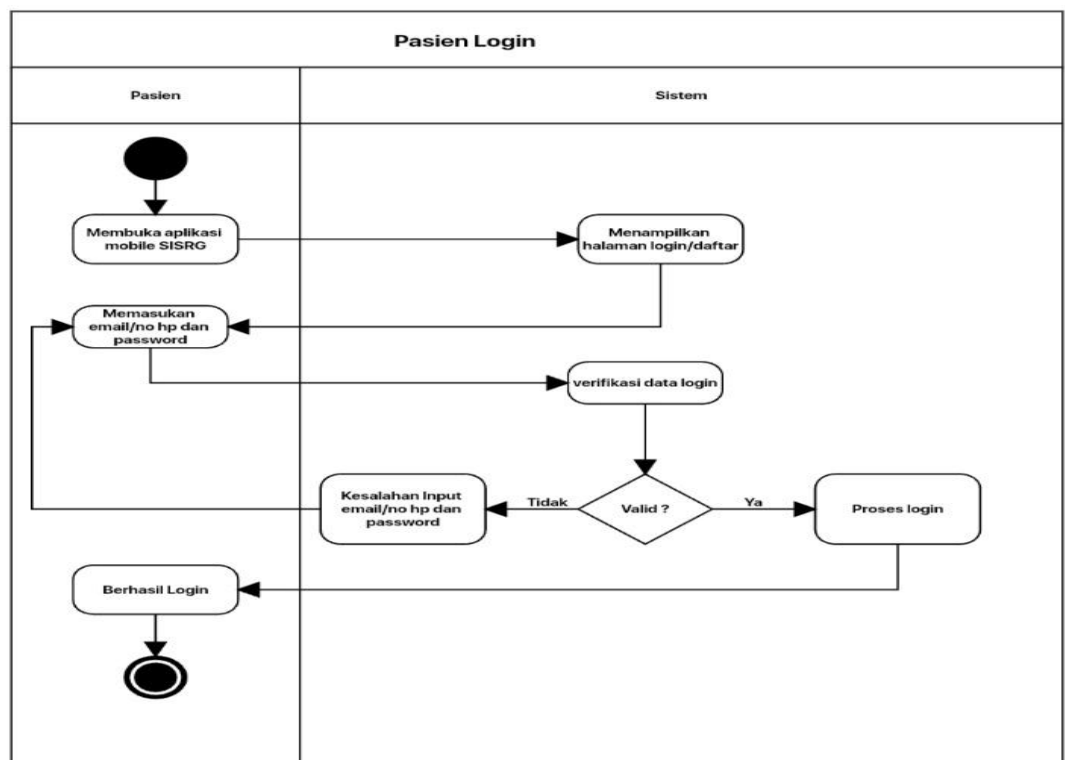 Pasien Login
Pasien
Sistem
Membuka aplikasi
mobile SISRG
Menampilkan
halaman login/daftar
Memasukan
email/no hp dan
password
verifikasi data login
Kesalahan Input
email/no hp dan
password
Tidak
Valid ?
Ya
Proses login
Berhasil Login